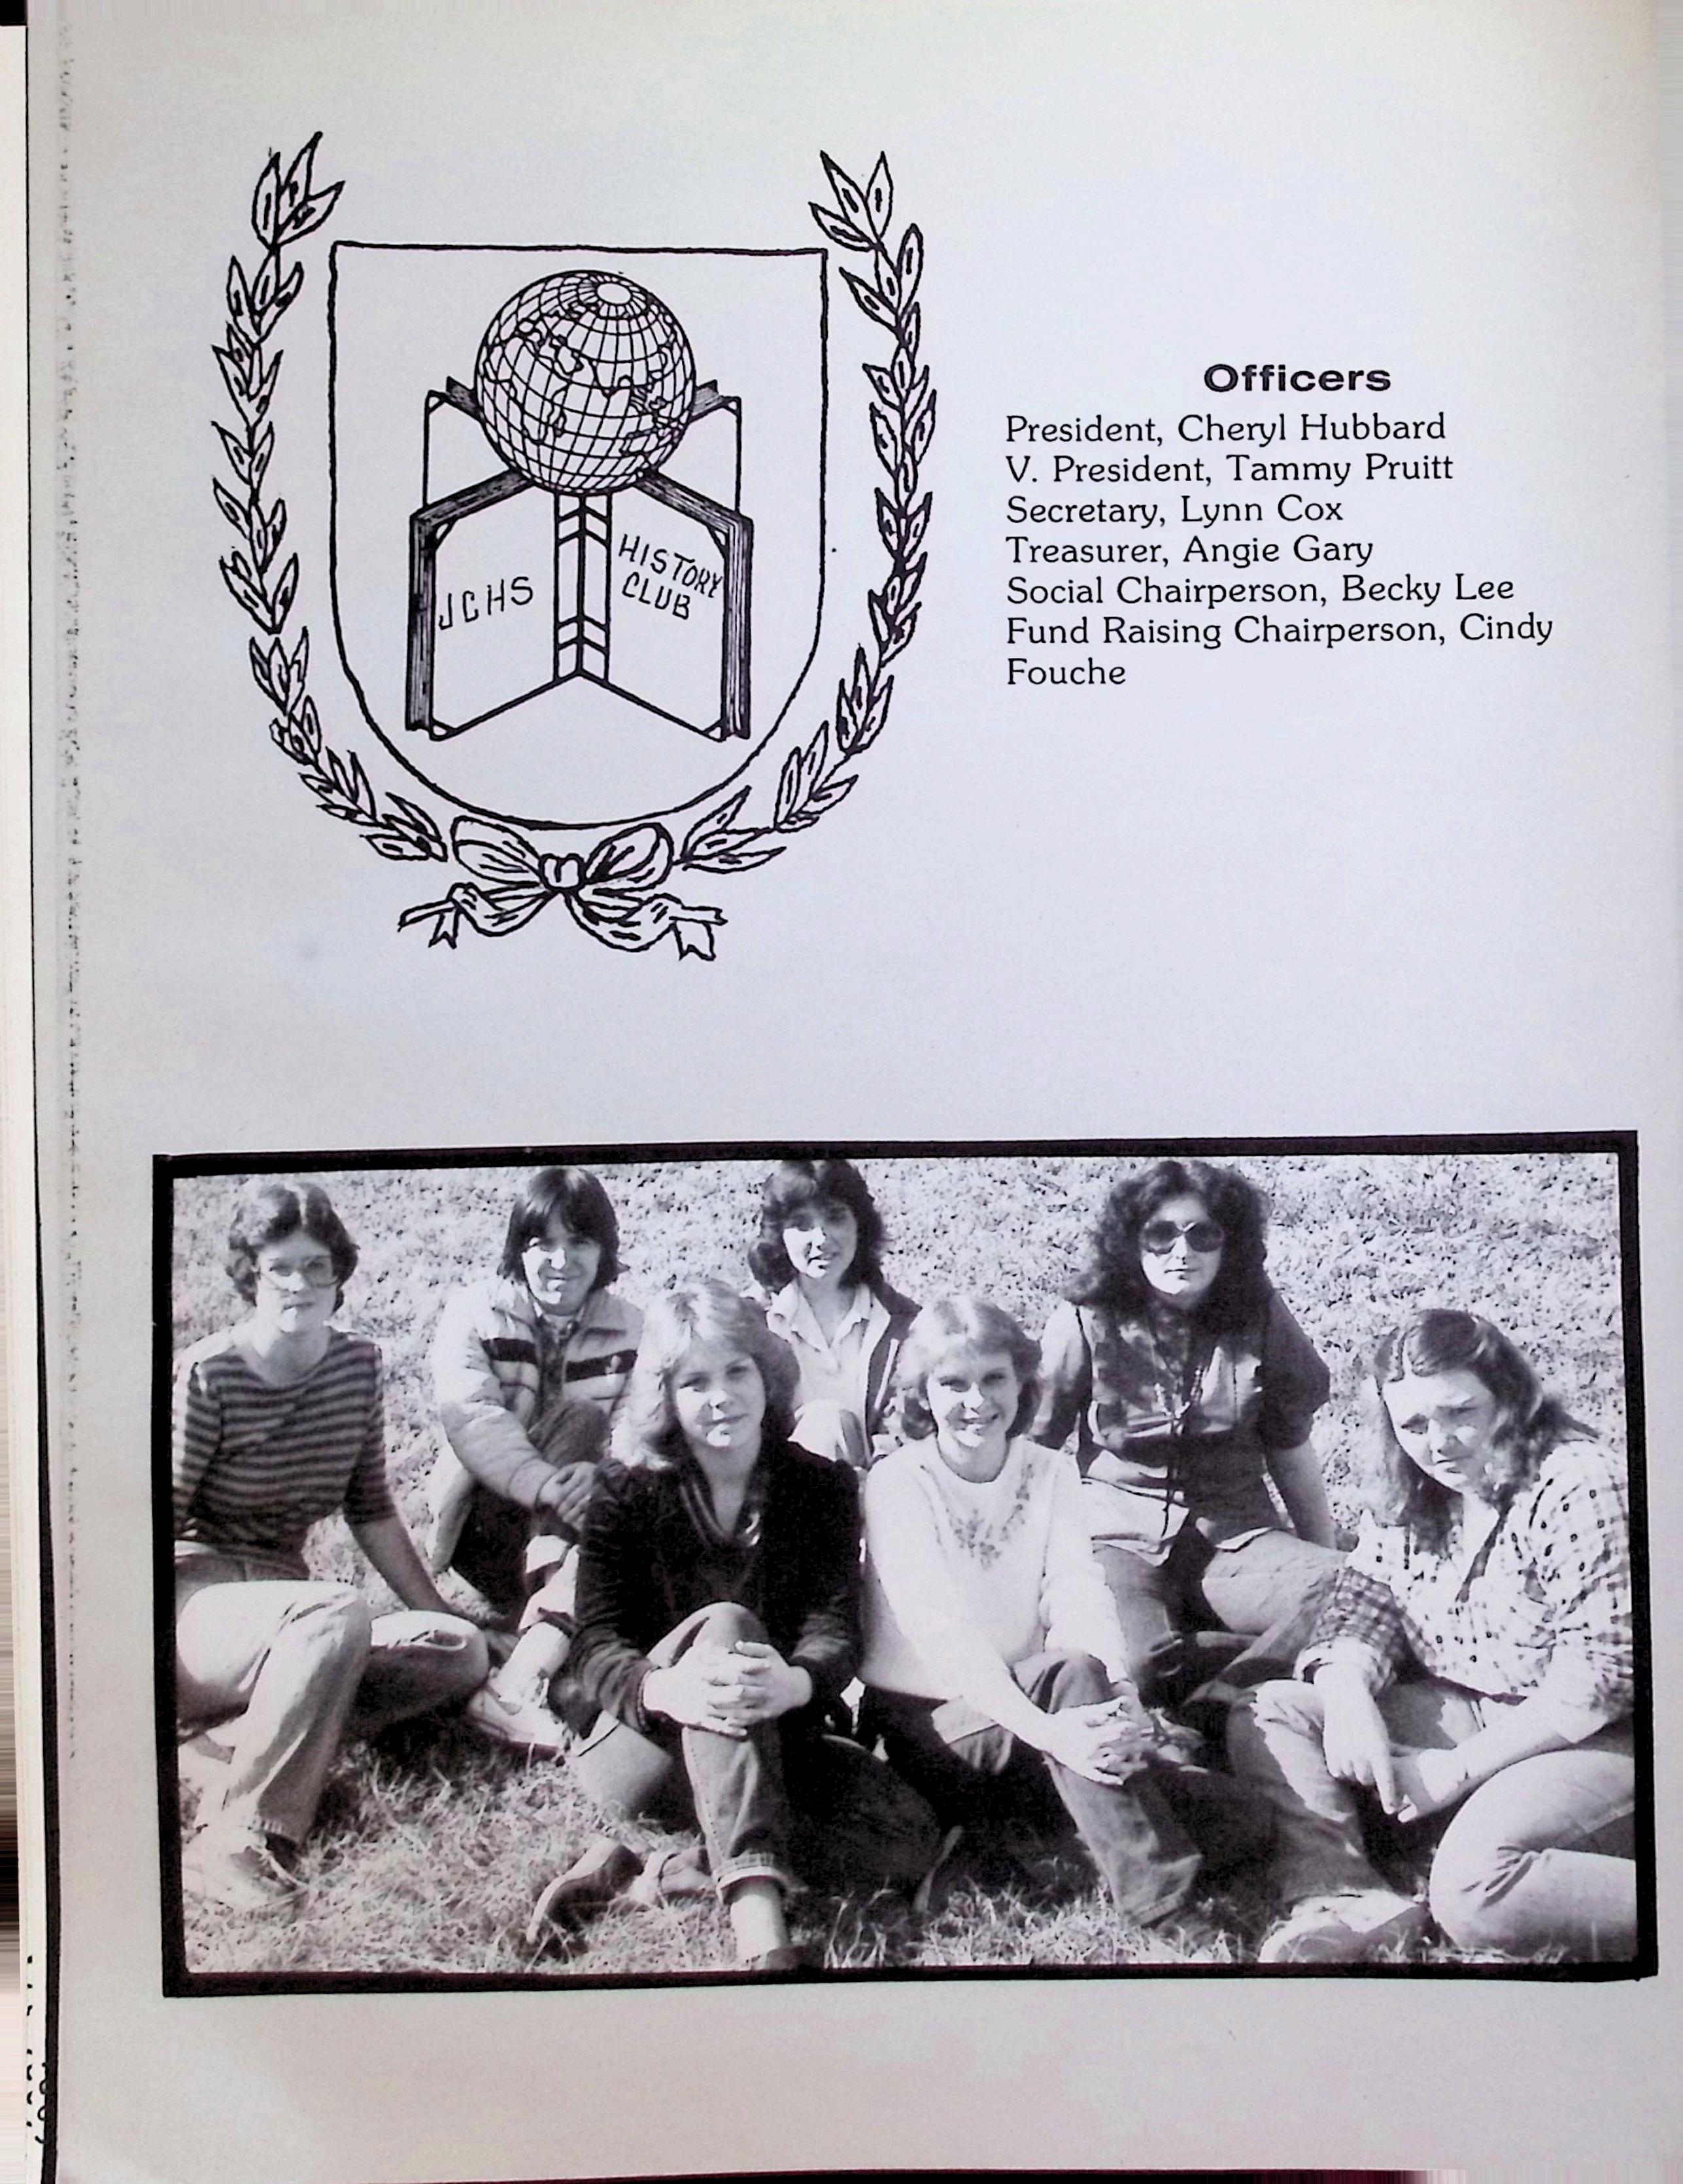 JCHS
HISTORY
CLUB
Officers
President, Cheryl Hubbard
V. President, Tammy Pruitt
Secretary, Lynn Cox
Treasurer, Angie Gary
Social Chairperson, Becky Lee
Fund Raising Chairperson, Cindy
Fouche